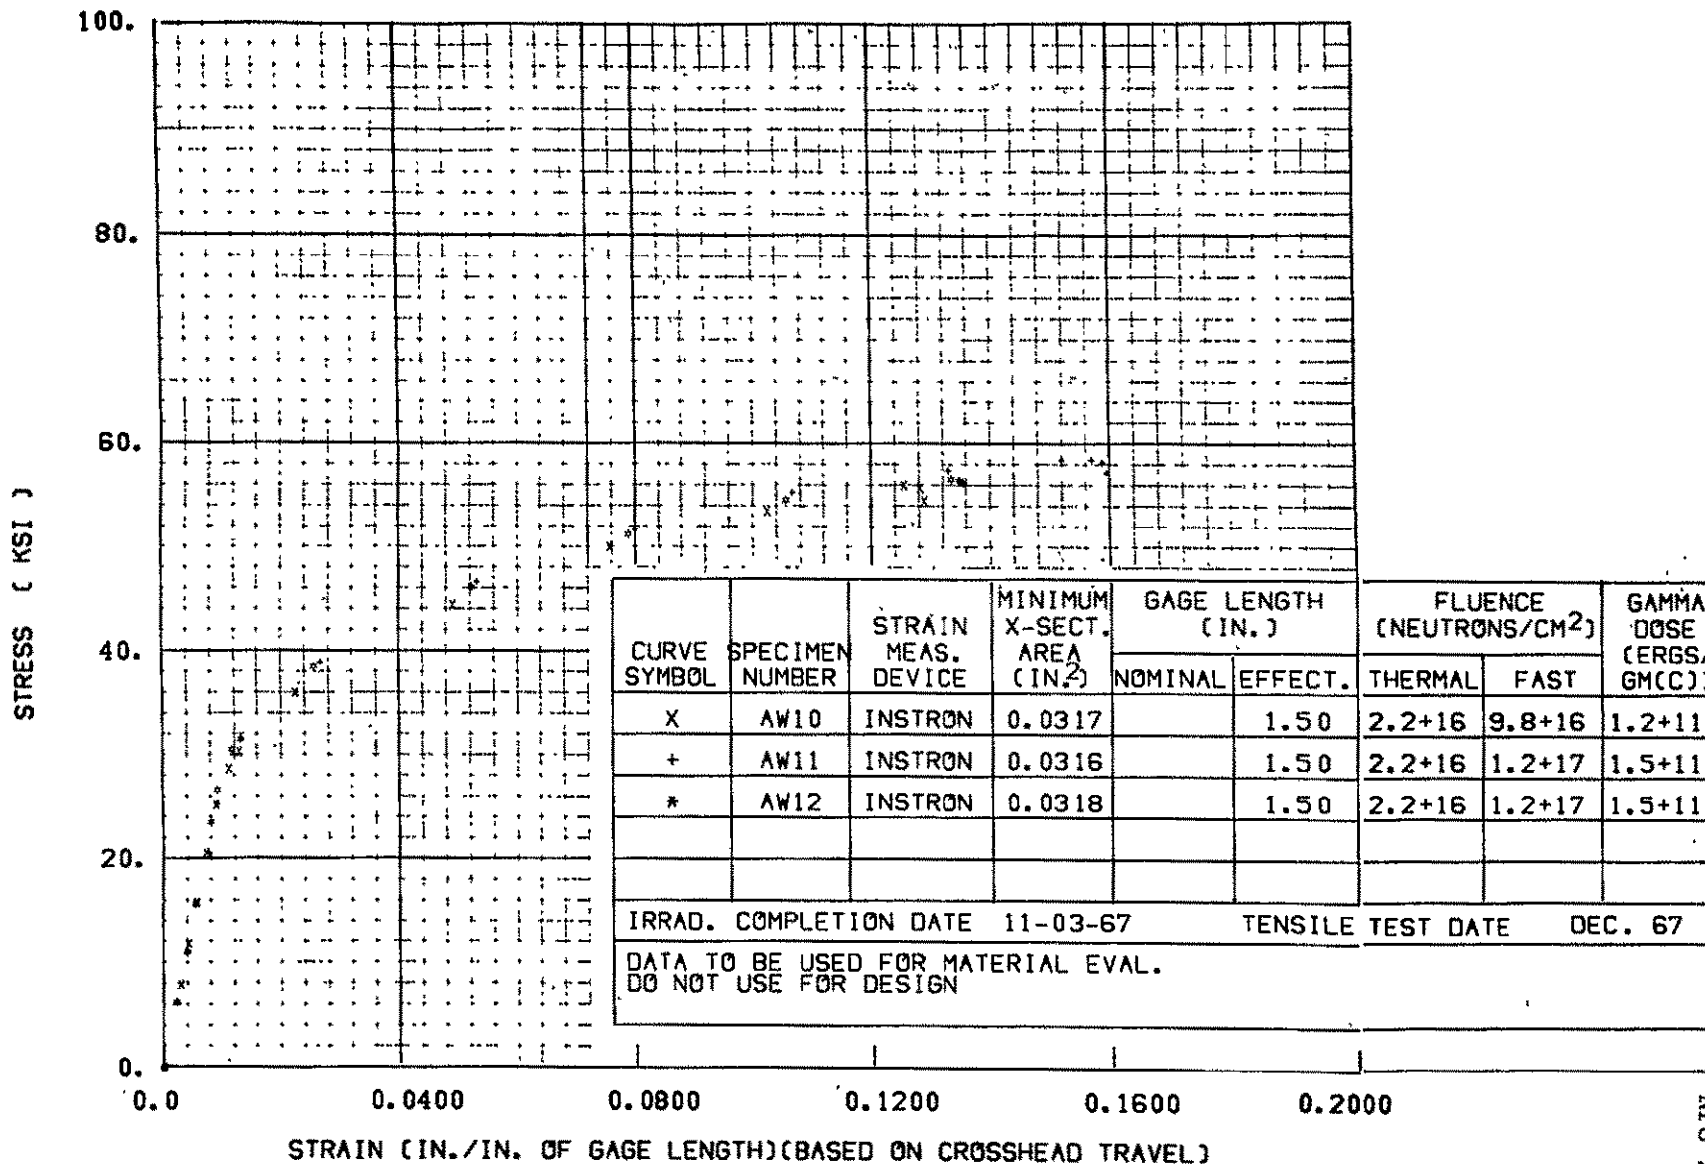 100.
80.
60.
40.
20.
0.
STRESS ( KSI )
0.0 0.0400 0.0800 0.1200 0.1600 0.2000
STRAIN (IN./IN. OF GAGE LENGTH)(BASED ON CROSSHEAD TRAVEL)
CURVE SYMBOL SPECIMEN NUMBER STRAIN MEAS. DEVICE MINIMUM X-SECT. AREA (IN.2) GAGE LENGTH (IN.) FLUENCE (NEUTRONS/CM2) GAMMA DOSE (ERGS/ GM(C))
NOMINAL EFFECT. THERMAL FAST
X AW10 INSTRON 0.0317 1.50 2.2+16 9.8+16 1.2+11
+ AW11 INSTRON 0.0316 1.50 2.2+16 1.2+17 1.5+11
* AW12 INSTRON 0.0318 1.50 2.2+16 1.2+17 1.5+11
IRRAD. COMPLETION DATE 11-03-67 TENSILE TEST DATE DEC. 67
DATA TO BE USED FOR MATERIAL EVAL.
DO NOT USE FOR DESIGN